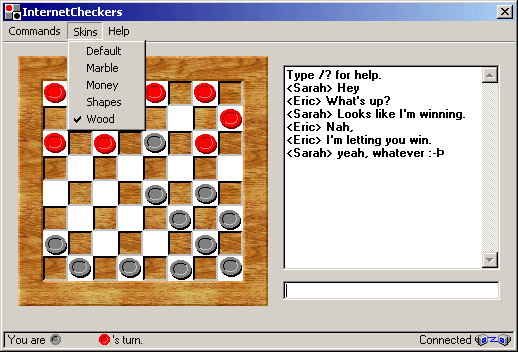 InternetCheckers
Commands Skins Help
Default
Marble
Money
Shapes
Wood
Type /? for help.
<Sarah> Hey
<Eric> What's up?
<Sarah> Looks like I'm winning.
<Eric> Nah,
<Eric> I'm letting you win.
<Sarah> yeah, whatever :-Þ
You are 's turn. Connected